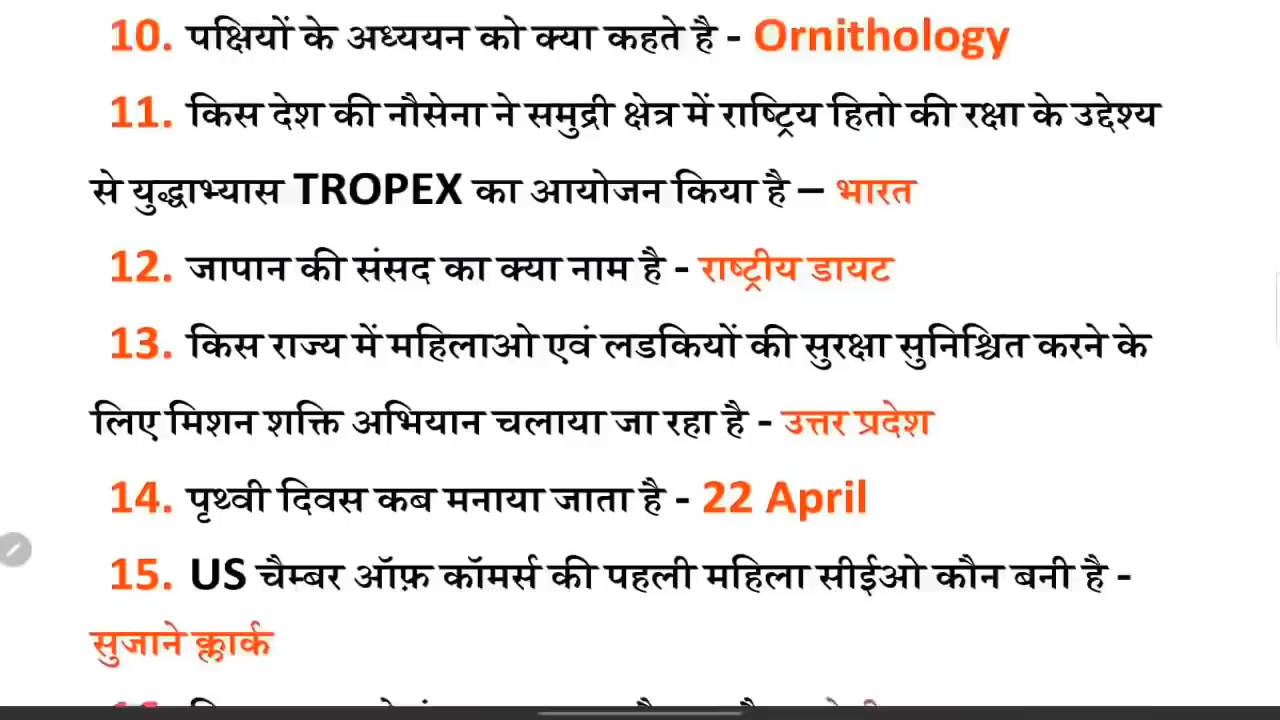 10. पक्षियों के अध्ययन को क्या कहते है - Ornithology
11. किस देश की नौसेना ने समुद्री क्षेत्र में राष्ट्रिय हितो की रक्षा के उद्देश्य
से युद्धाभ्यास TROPEX का आयोजन किया है – भारत
12. जापान की संसद का क्या नाम है - राष्ट्रीय डायट
13. किस राज्य में महिलाओ एवं लडकियों की सुरक्षा सुनिश्चित करने के
लिए मिशन शक्ति अभियान चलाया जा रहा है - उत्तर प्रदेश
14. पृथ्वी दिवस कब मनाया जाता है - 22 April
15. US चैम्बर ऑफ़ कॉमर्स की पहली महिला सीईओ कौन बनी है -
सुजाने क्लार्क